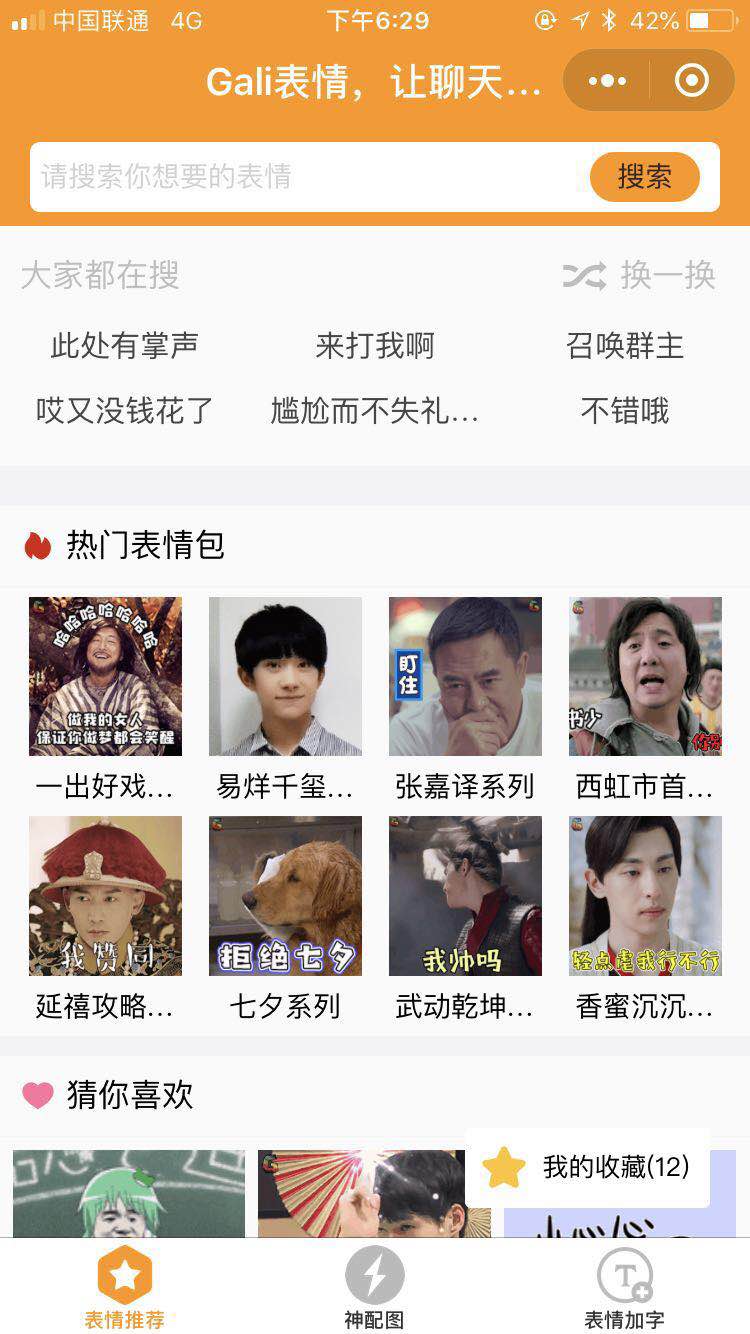 中国联通 4G 下午6:29 42%
Gali表情，让聊天...
请搜索你想要的表情 搜索
大家都在搜 换一换
此处有掌声 来打我啊 召唤群主
哎又没钱花了 尴尬而不失礼... 不错哦
热门表情包
哈哈哈哈哈哈哈哈
做我的女人
保证你做梦都会笑醒
盯住
书少
你别
一出好戏... 易烊千玺... 张嘉译系列 西虹市首...
我赞同 拒绝七夕 我帅吗 轻点虐我行不行
延禧攻略... 七夕系列 武动乾坤... 香蜜沉沉...
猜你喜欢
我的收藏(12)
表情推荐 神配图 表情加字